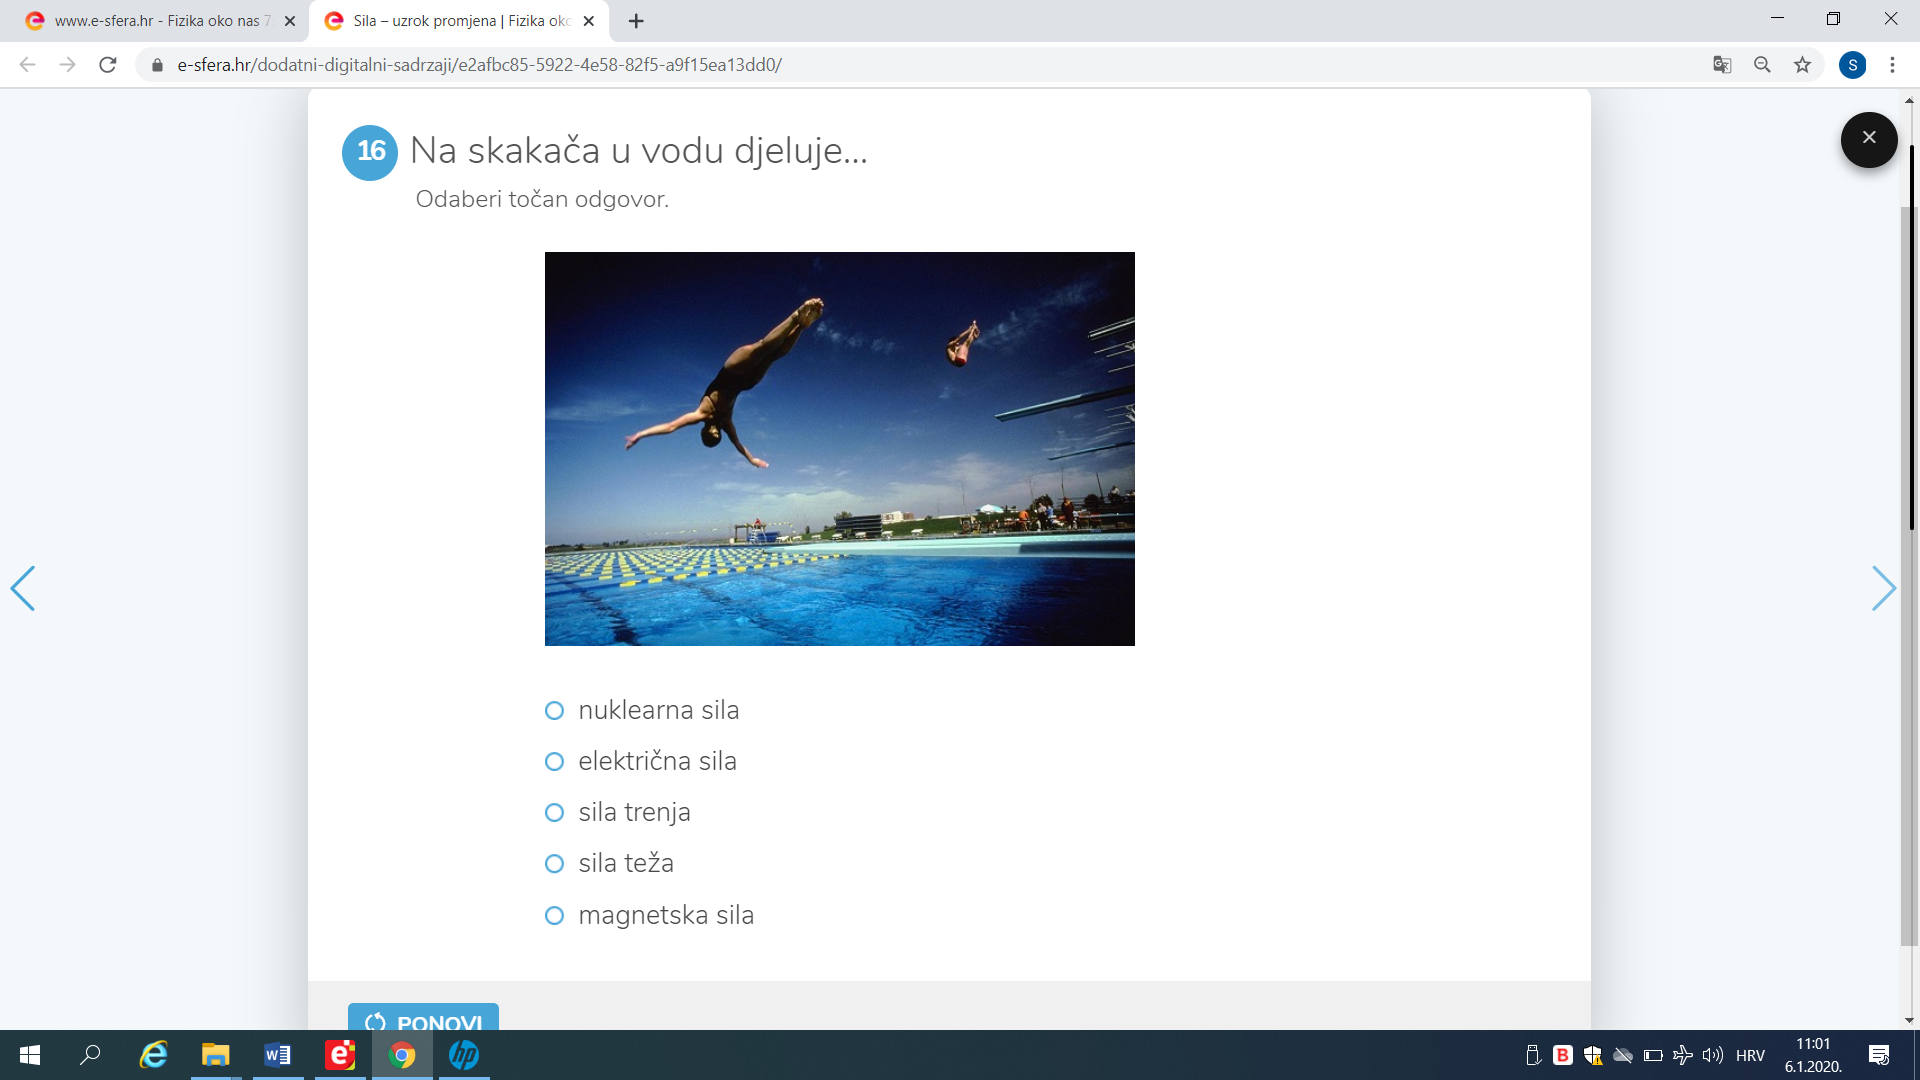 www.e-sfera.hr - Fizika oko nas 7
Sila – uzrok promjena | Fizika oko
e-sfera.hr/dodatni-digitalni-sadrzaji/e2afbc85-5922-4e58-82f5-a9f15ea13dd0/
S
16 Na skakača u vodu djeluje...
Odaberi točan odgovor.
nuklearna sila
električna sila
sila trenja
sila teža
magnetska sila
PONOVI
HRV
11:01
6.1.2020.